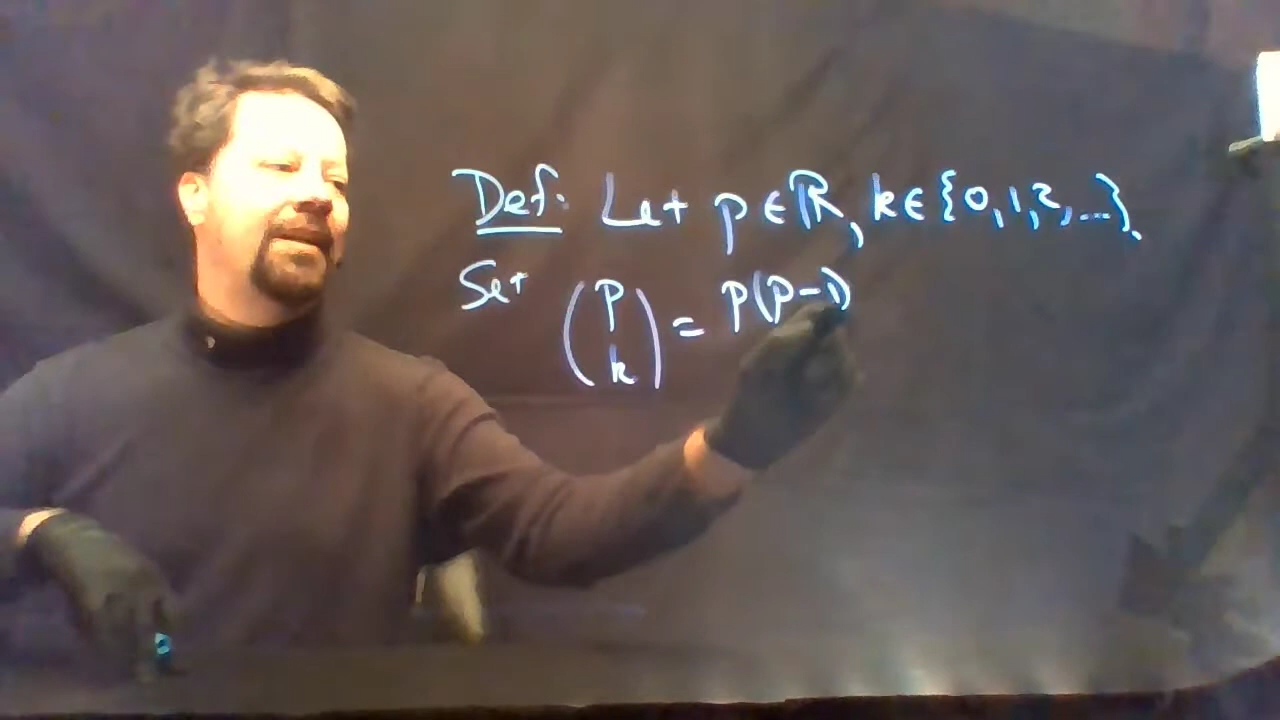 Def: Let p∈ℝ, k∈{0,1,2,...}.
Set (p k) = p(p-1)